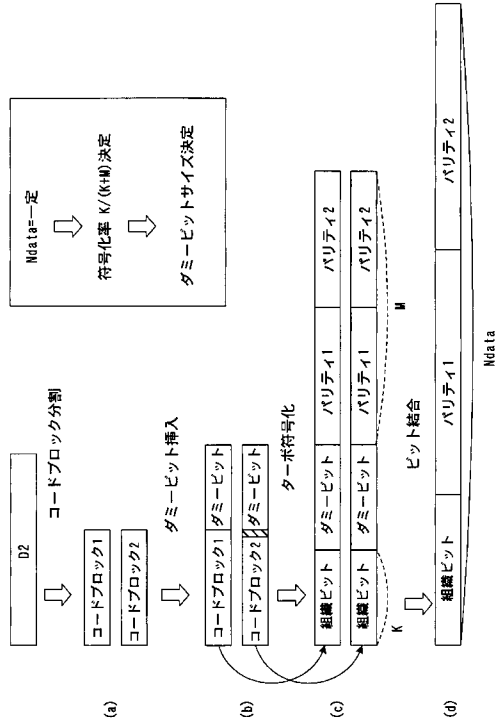 D2
コードブロック分割
(a)
コードブロック1
コードブロック2
ダミービット挿入
(b)
コードブロック1
ダミービット
コードブロック2
ダミービット
ターボ符号化
(c)
組織ビット
ダミービット
パリティ1
パリティ2
組織ビット
ダミービット
パリティ1
パリティ2
K
M
ビット結合
(d)
組織ビット
パリティ1
パリティ2
Ndata
Ndata=一定
符号化率 K/(K+M)決定
ダミービットサイズ決定